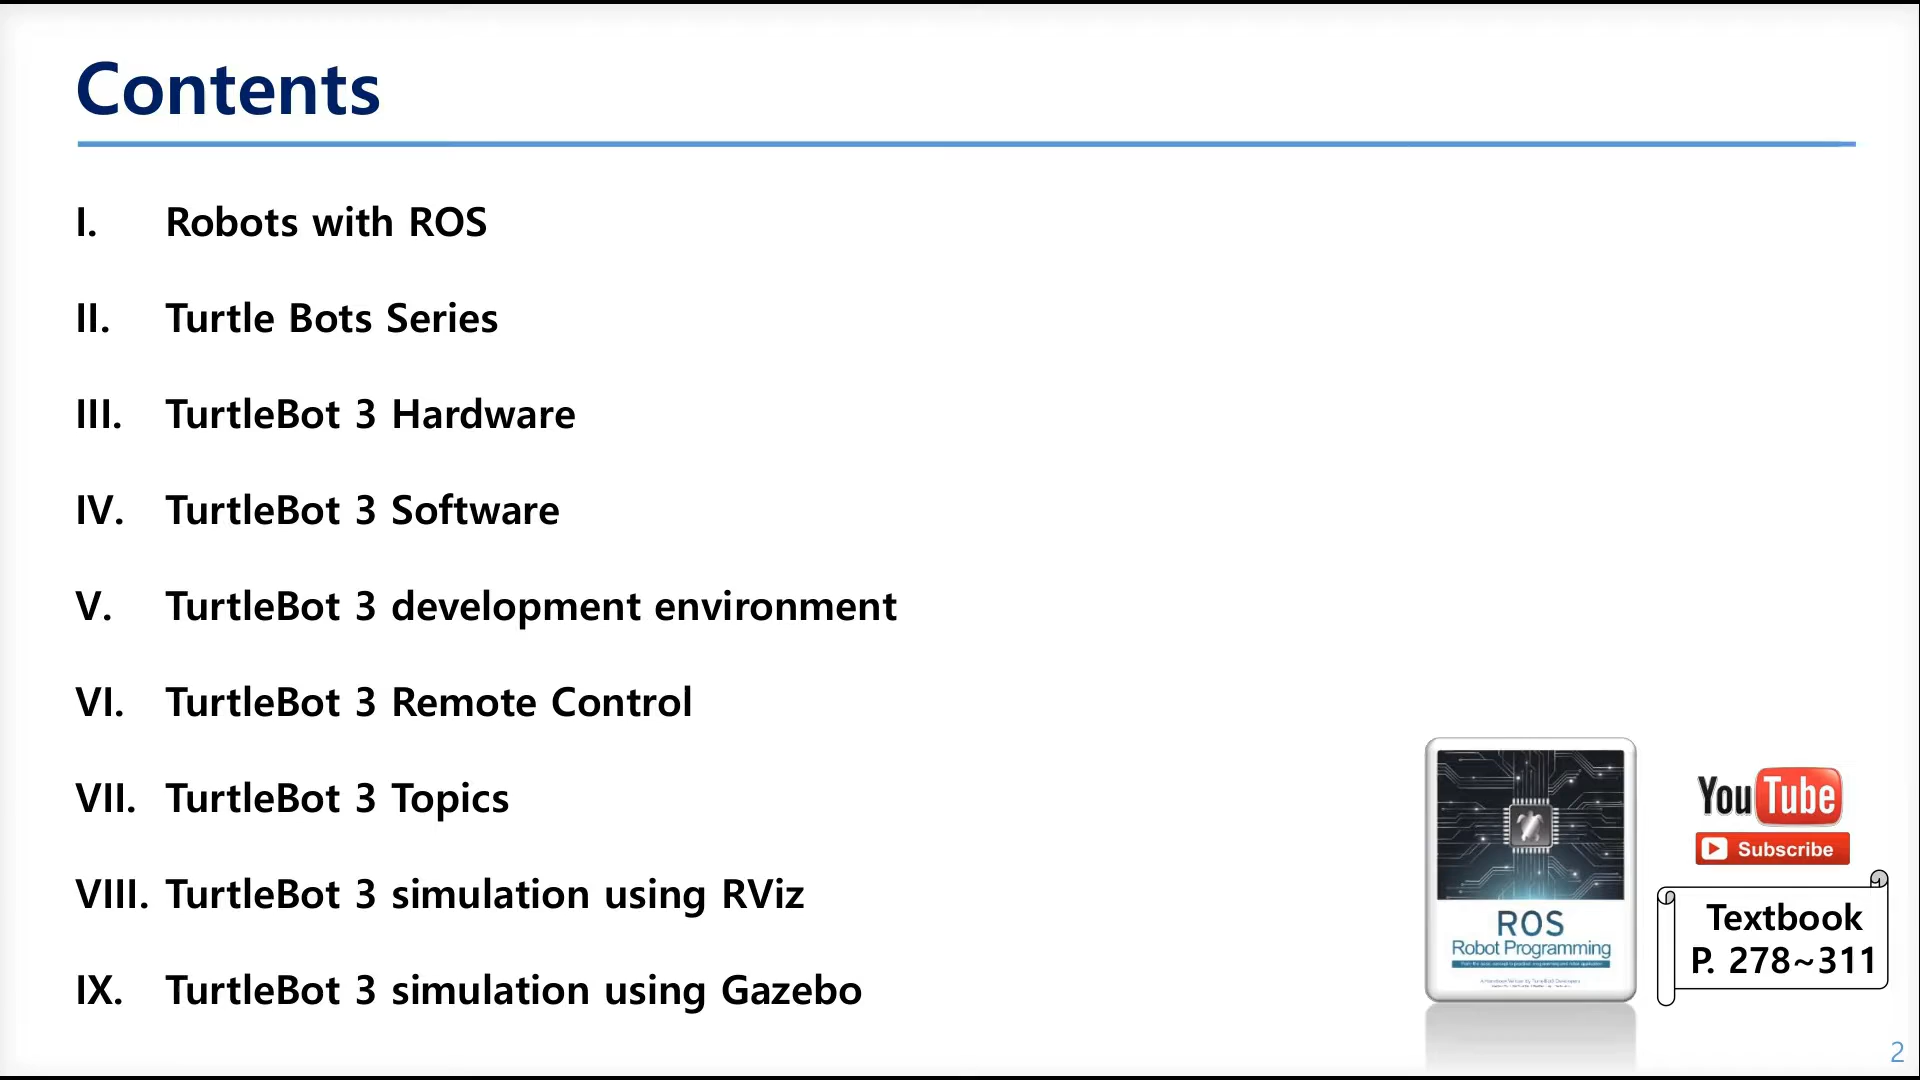 Contents
I. Robots with ROS
II. Turtle Bots Series
III. TurtleBot 3 Hardware
IV. TurtleBot 3 Software
V. TurtleBot 3 development environment
VI. TurtleBot 3 Remote Control
VII. TurtleBot 3 Topics
VIII. TurtleBot 3 simulation using RViz
IX. TurtleBot 3 simulation using Gazebo
ROS
Robot Programming
YouTube
Subscribe
Textbook
P. 278~311
2